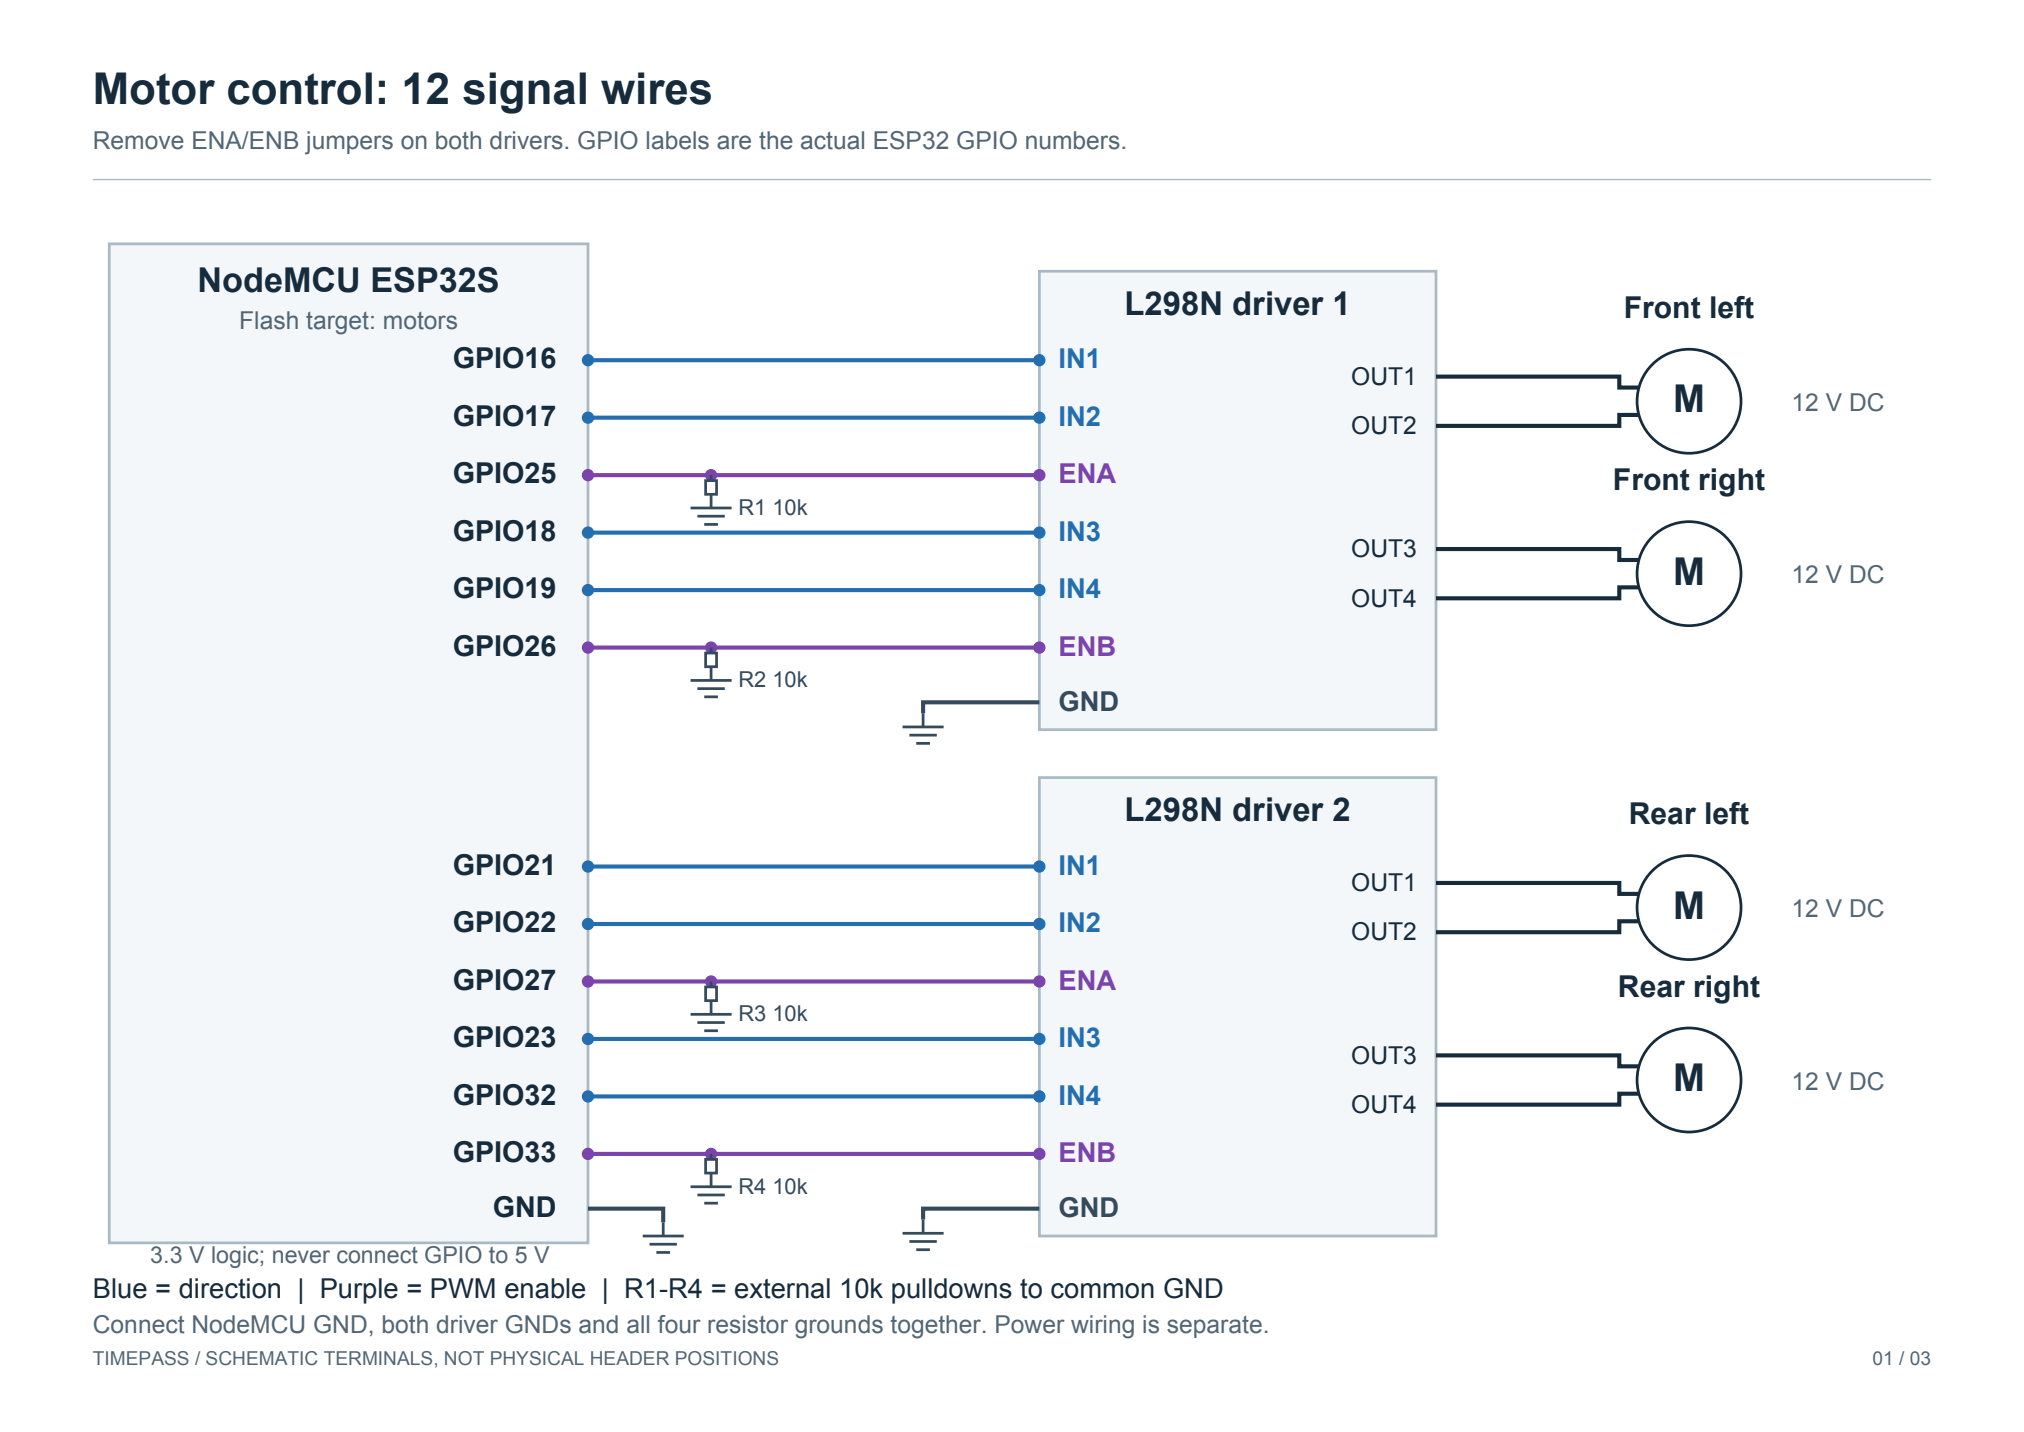 Motor control: 12 signal wires
Remove ENA/ENB jumpers on both drivers. GPIO labels are the actual ESP32 GPIO numbers.
NodeMCU ESP32S
Flash target: motors
GPIO16
GPIO17
GPIO25
GPIO18
GPIO19
GPIO26
GPIO21
GPIO22
GPIO27
GPIO23
GPIO32
GPIO33
GND
3.3 V logic; never connect GPIO to 5 V
R1 10k
R2 10k
R3 10k
R4 10k
L298N driver 1
IN1
IN2
ENA
IN3
IN4
ENB
GND
OUT1
OUT2
OUT3
OUT4
Front left
M
12 V DC
Front right
M
12 V DC
L298N driver 2
IN1
IN2
ENA
IN3
IN4
ENB
GND
OUT1
OUT2
OUT3
OUT4
Rear left
M
12 V DC
Rear right
M
12 V DC
Blue = direction | Purple = PWM enable | R1-R4 = external 10k pulldowns to common GND
Connect NodeMCU GND, both driver GNDs and all four resistor grounds together. Power wiring is separate.
TIMEPASS / SCHEMATIC TERMINALS, NOT PHYSICAL HEADER POSITIONS
01 / 03